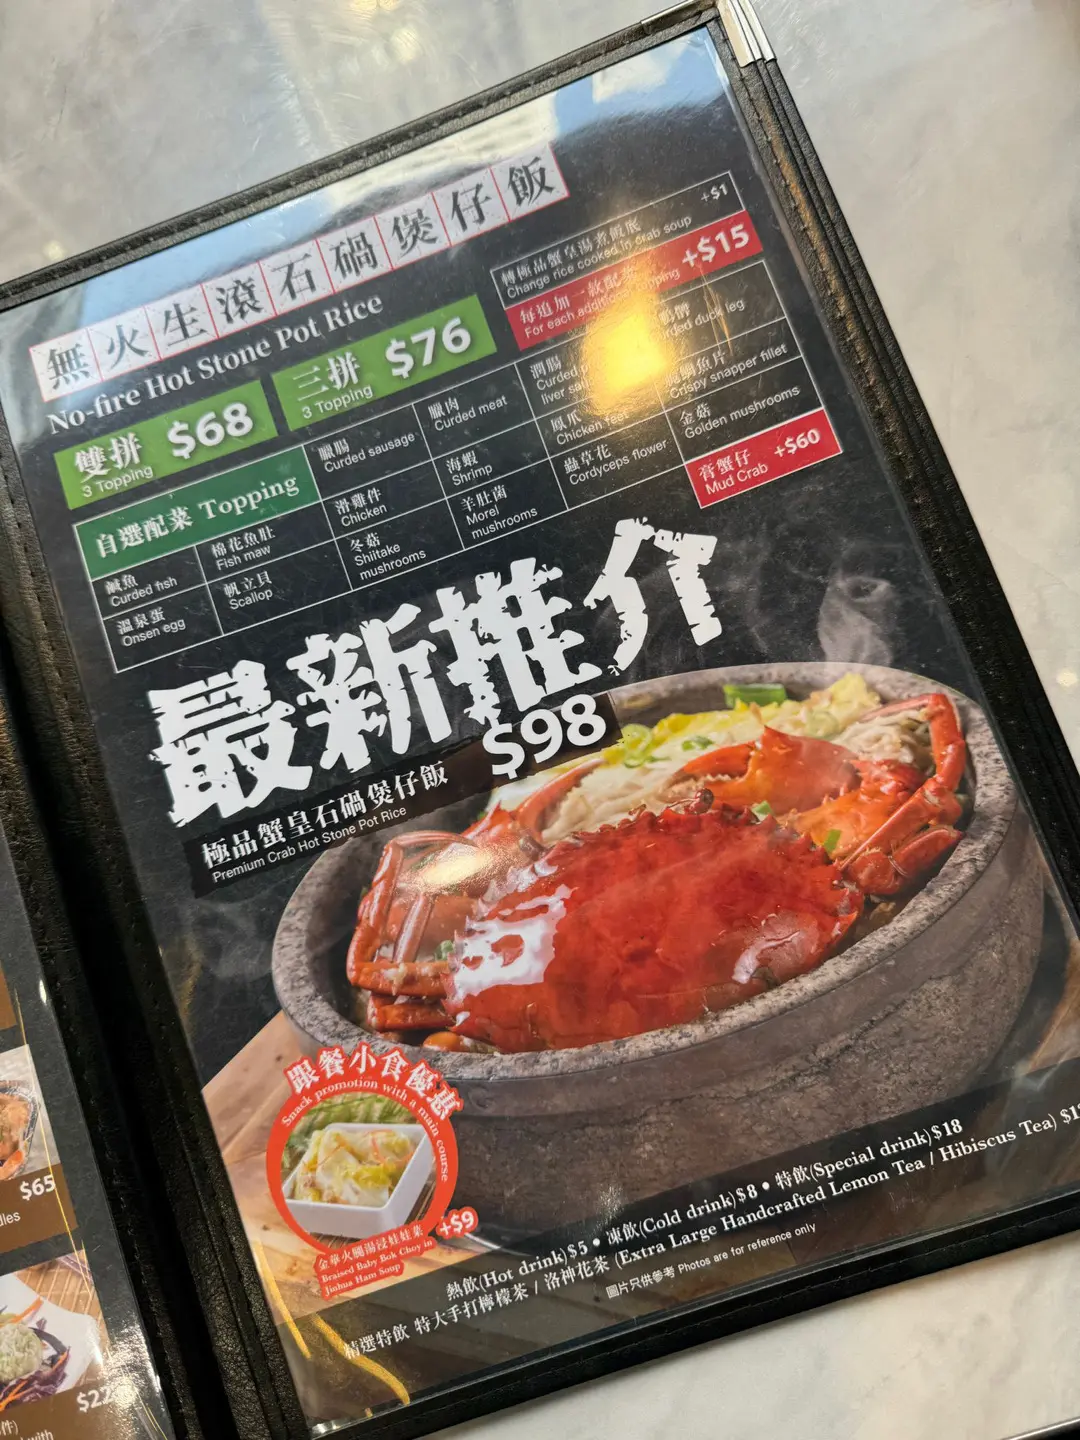 無火生滾石鍋煲仔飯
No-fire Hot Stone Pot Rice
雙拼 $68
3 Topping
三拼 $76
3 Topping
轉極品蟹皇湯煮飯底 +$1
Change rice cooked in crab soup
每追加一款配 +$15
For each additional topping
自選配菜 Topping
臘腸
Curded sausage
臘肉
Curded meat
潤腸
Curded
liver
鴨髀
duck leg
鹹魚
Curded fish
棉花魚肚
Fish maw
滑雞件
Chicken
海蝦
Shrimp
鳳爪
Chicken feet
鯛魚片
Crispy snapper fillet
溫泉蛋
Onsen egg
帆立貝
Scallop
冬菇
Shiitake
mushrooms
羊肚菌
Morel
mushrooms
蟲草花
Cordyceps flower
金菇
Golden mushrooms
膏蟹仔 +$60
Mud Crab
最新推介
極品蟹皇石鍋煲仔飯 $98
Premium Crab Hot Stone Pot Rice
跟餐小食優惠
Snack promotion with a main course
金華火腿湯浸娃娃菜 +$9
Braised Baby Bok Choy in
Jinhua Ham Soup
熱飲(Hot drink)$5 • 凍飲(Cold drink)$8 • 特飲(Special drink)$18
精選特飲 特大手打檸檬茶 / 洛神花茶 (Extra Large Handcrafted Lemon Tea / Hibiscus Tea)
圖片只供參考 Photos are for reference only
$65
$22
件)
with